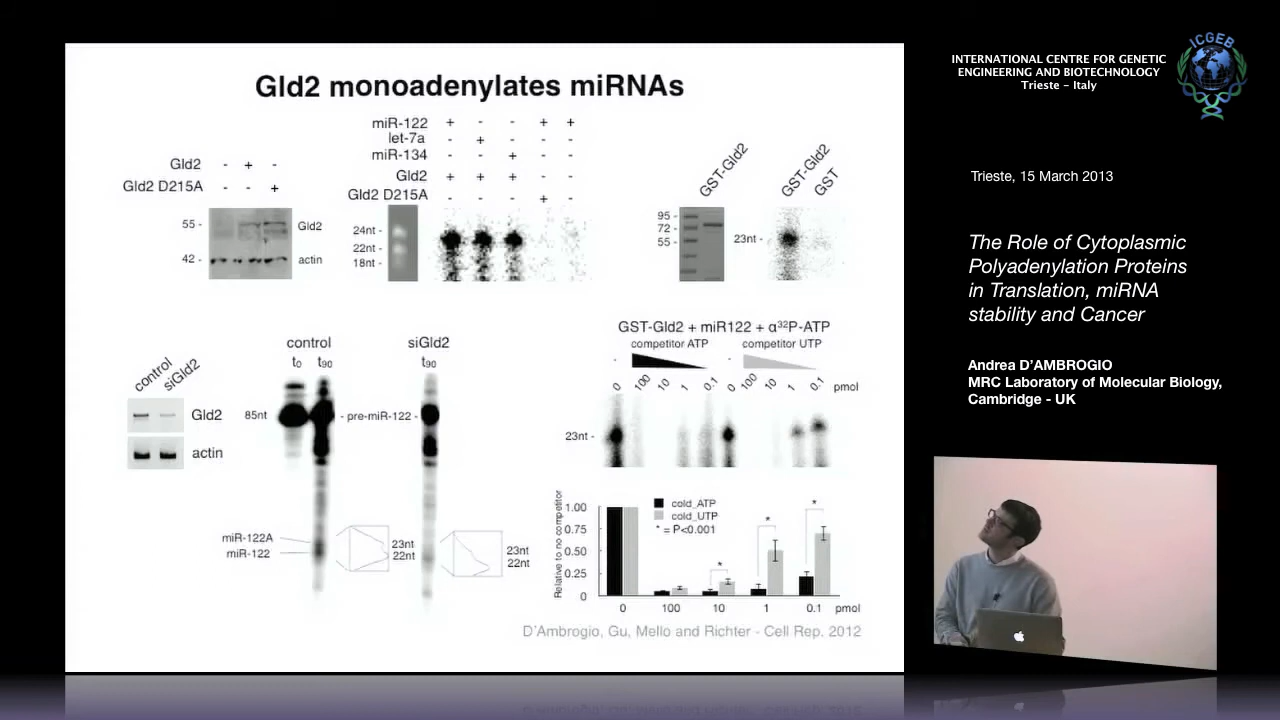 Gld2 monoadenylates miRNAs
miR-122 + - - + +
let-7a - + - - -
miR-134 - - + - -
Gld2 + + + - -
Gld2 D215A - - - + -
Gld2 - + -
Gld2 D215A - - +
55 -
42 -
Gld2
actin
24nt -
22nt -
18nt -
GST-Gld2
95 -
72 -
55 -
GST-Gld2
GST
23nt -
control
siGld2
Gld2
actin
control
t0 t90
siGld2
t90
85nt
- pre-miR-122 -
miR-122A
miR-122
23nt
22nt
23nt
22nt
GST-Gld2 + miR122 + α32P-ATP
competitor ATP
competitor UTP
- -
0 100 10 1 0.1 0 100 10 1 0.1 pmol
23nt -
Relative to no competitor
1.00
0.75
0.50
0.25
0
cold_ATP
cold_UTP
* = P<0.001
* * *
0 100 10 1 0.1 pmol
D'Ambrogio, Gu, Mello and Richter - Cell Rep. 2012
INTERNATIONAL CENTRE FOR GENETIC
ENGINEERING AND BIOTECHNOLOGY
Trieste - Italy
ICGEB
Trieste, 15 March 2013
The Role of Cytoplasmic
Polyadenylation Proteins
in Translation, miRNA
stability and Cancer
Andrea D'AMBROGIO
MRC Laboratory of Molecular Biology,
Cambridge - UK